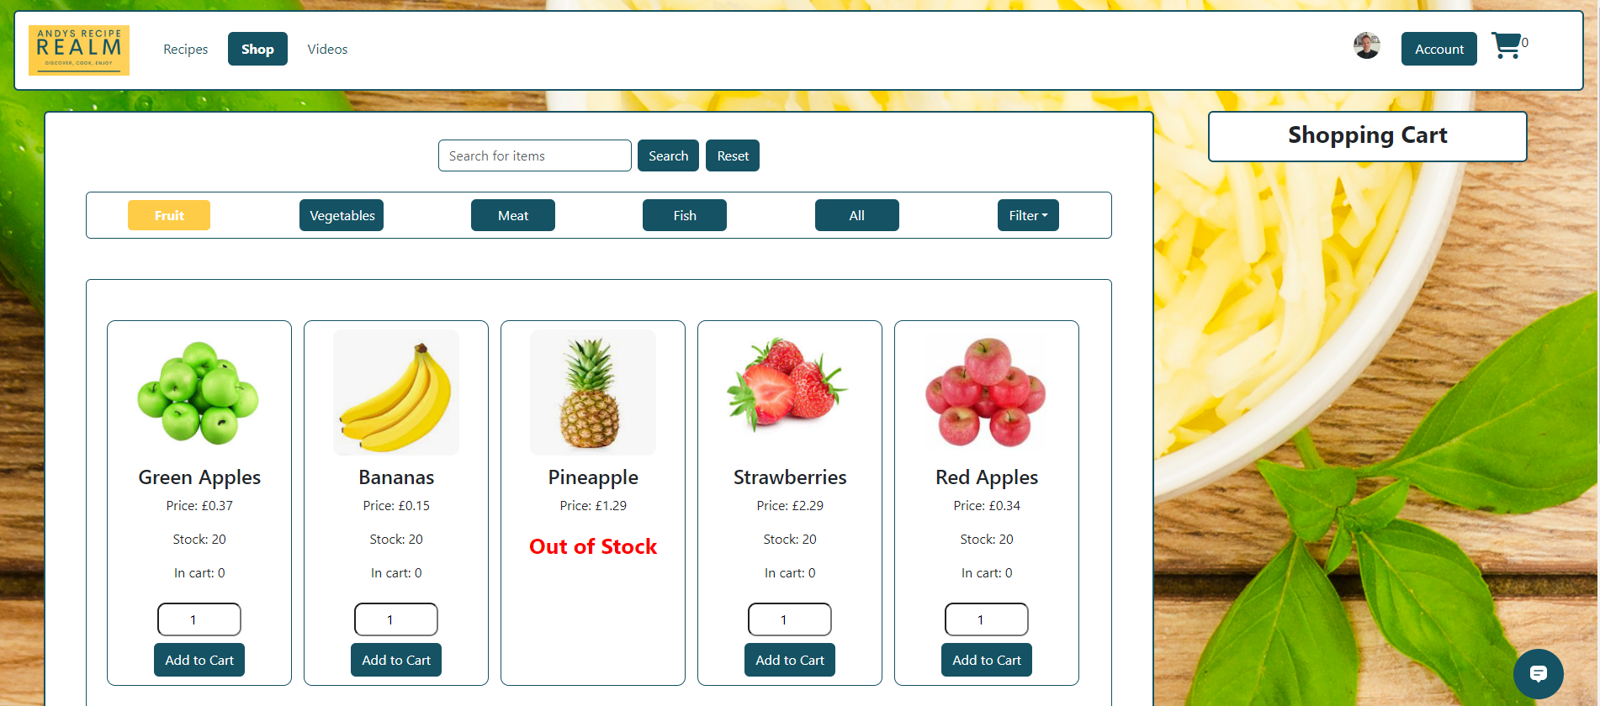 ANDYS RECIPE
REALM
DISCOVER, COOK, ENJOY
Recipes
Shop
Videos
Account
0
Search for items
Search
Reset
Shopping Cart
Fruit
Vegetables
Meat
Fish
All
Filter
Green Apples
Price: £0.37
Stock: 20
In cart: 0
1
Add to Cart
Bananas
Price: £0.15
Stock: 20
In cart: 0
1
Add to Cart
Pineapple
Price: £1.29
Out of Stock
Strawberries
Price: £2.29
Stock: 20
In cart: 0
1
Add to Cart
Red Apples
Price: £0.34
Stock: 20
In cart: 0
1
Add to Cart